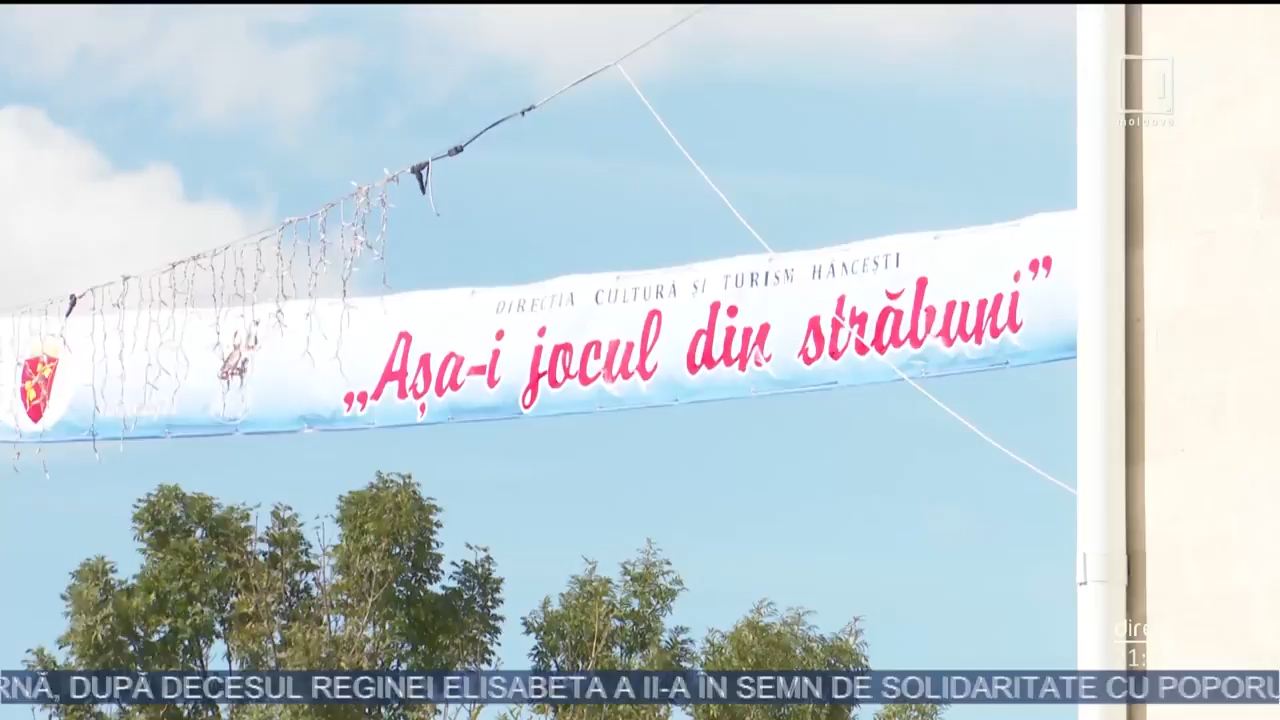 moldova
DIRECȚIA CULTURĂ ȘI TURISM HÂNCEȘTI
„Așa-i jocul din străbuni”
RNĂ, DUPĂ DECESUL REGINEI ELISABETA A II-A ÎN SEMN DE SOLIDARITATE CU POPORU